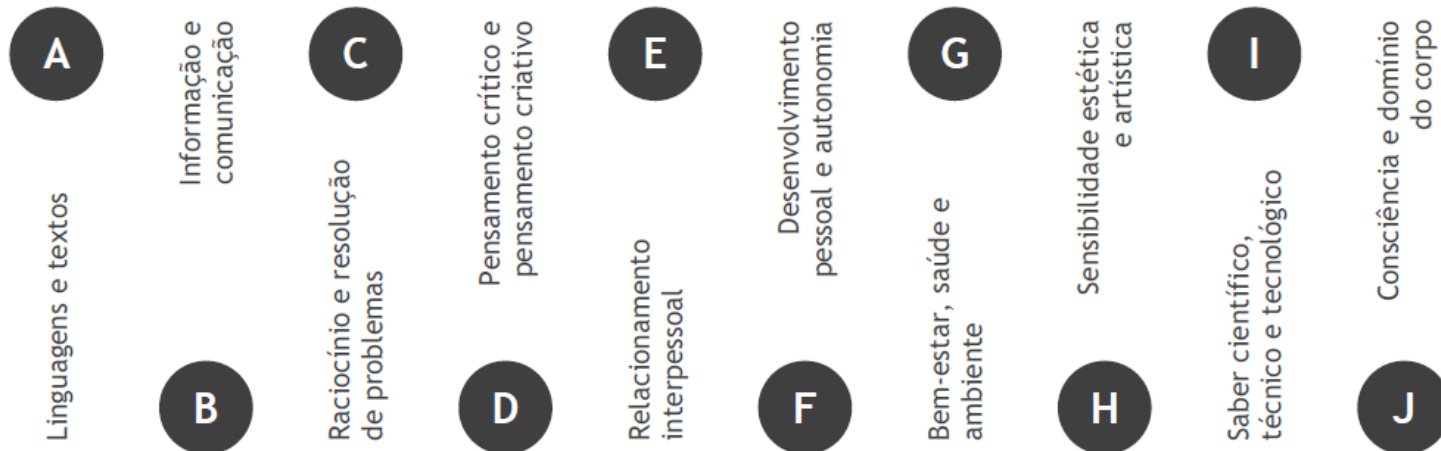 A
Linguagens e textos
Informação e
comunicação
B
C
Raciocínio e resolução
de problemas
Pensamento crítico e
pensamento criativo
D
E
Relacionamento
interpessoal
Desenvolvimento
pessoal e autonomia
F
G
Bem-estar, saúde e
ambiente
Sensibilidade estética
e artística
H
I
Saber científico,
técnico e tecnológico
Consciência e domínio
do corpo
J